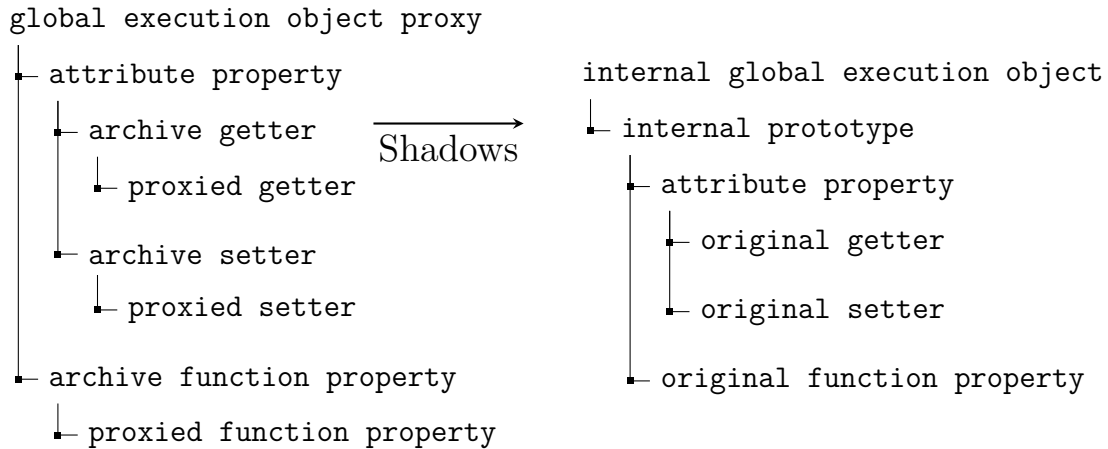 global execution object proxy
attribute property
archive getter
proxied getter
archive setter
proxied setter
archive function property
proxied function property
Shadows
internal global execution object
internal prototype
attribute property
original getter
original setter
original function property